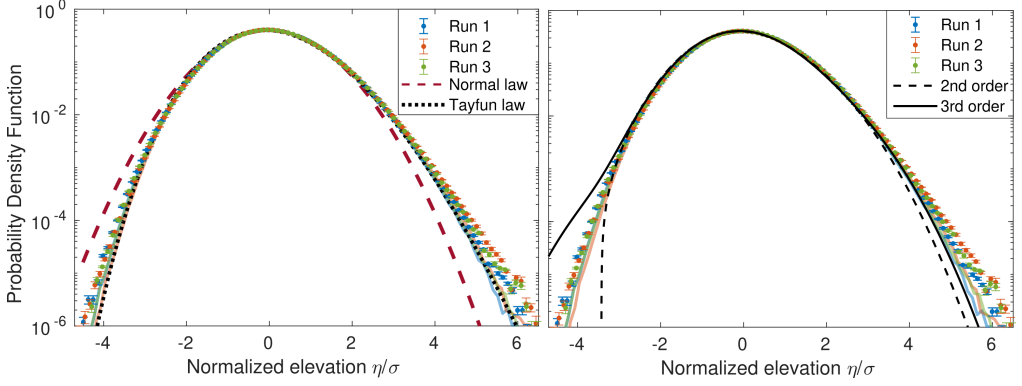 Probability Density Function
10^0
10^-2
10^-4
10^-6
-4 -2 0 2 4 6
Normalized elevation η/σ
Run 1
Run 2
Run 3
Normal law
Tayfun law
-4 -2 0 2 4 6
Normalized elevation η/σ
Run 1
Run 2
Run 3
2nd order
3rd order